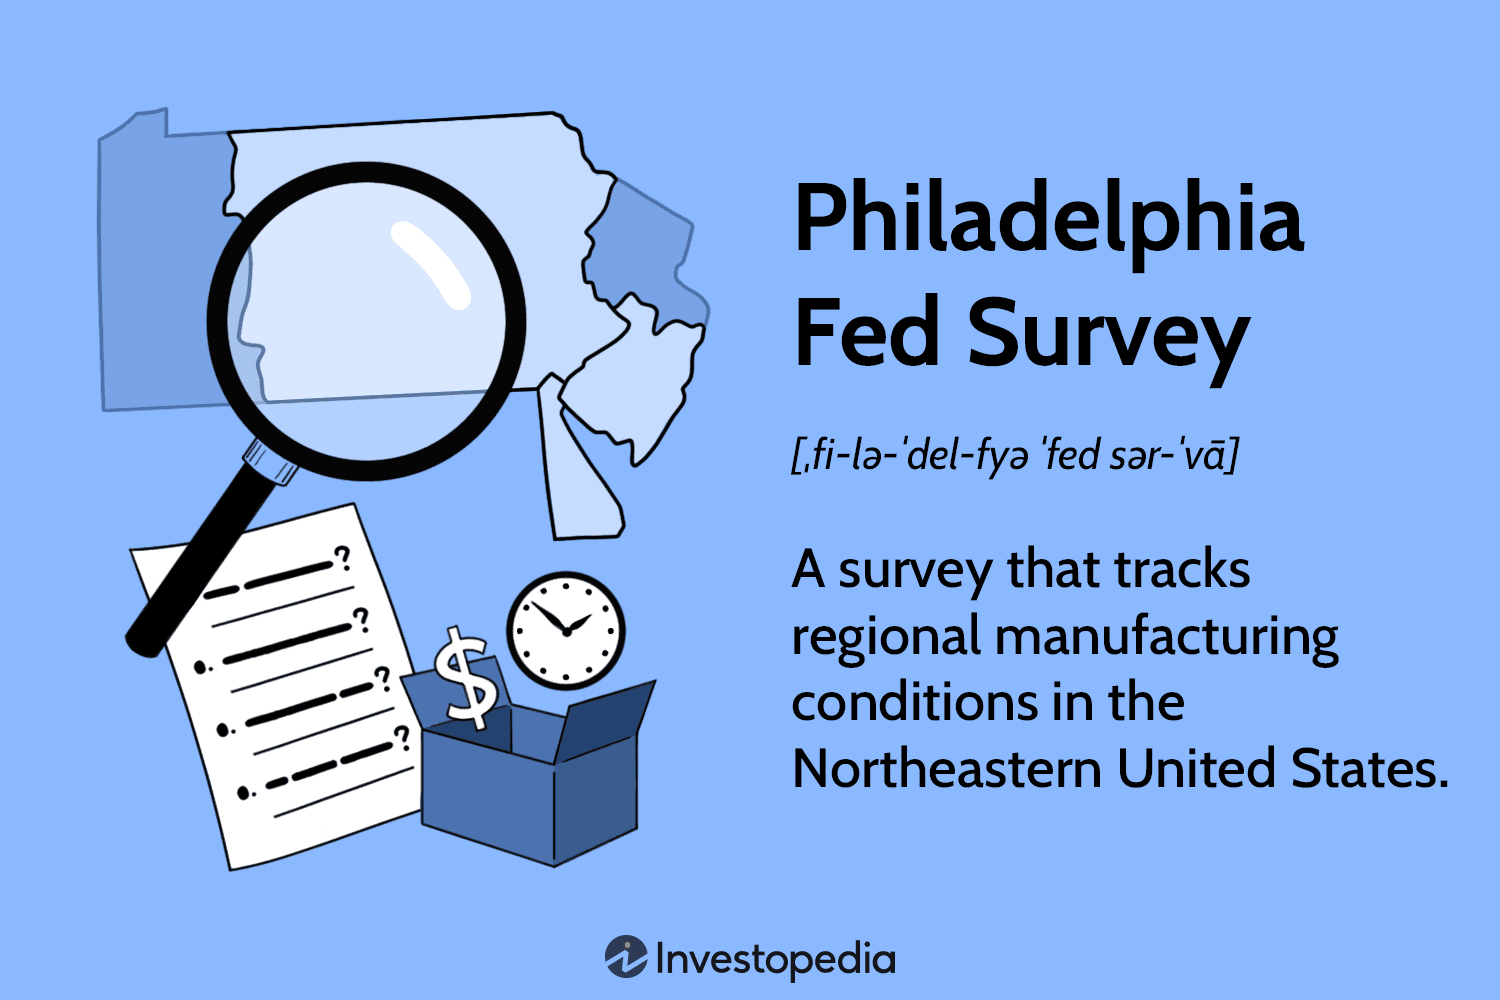 Philadelphia
Fed Survey
[ˌfi-lə-ˈdel-fyə ˈfed sər-ˈvā]
A survey that tracks
regional manufacturing
conditions in the
Northeastern United States.
?
?
?
?
$
Investopedia